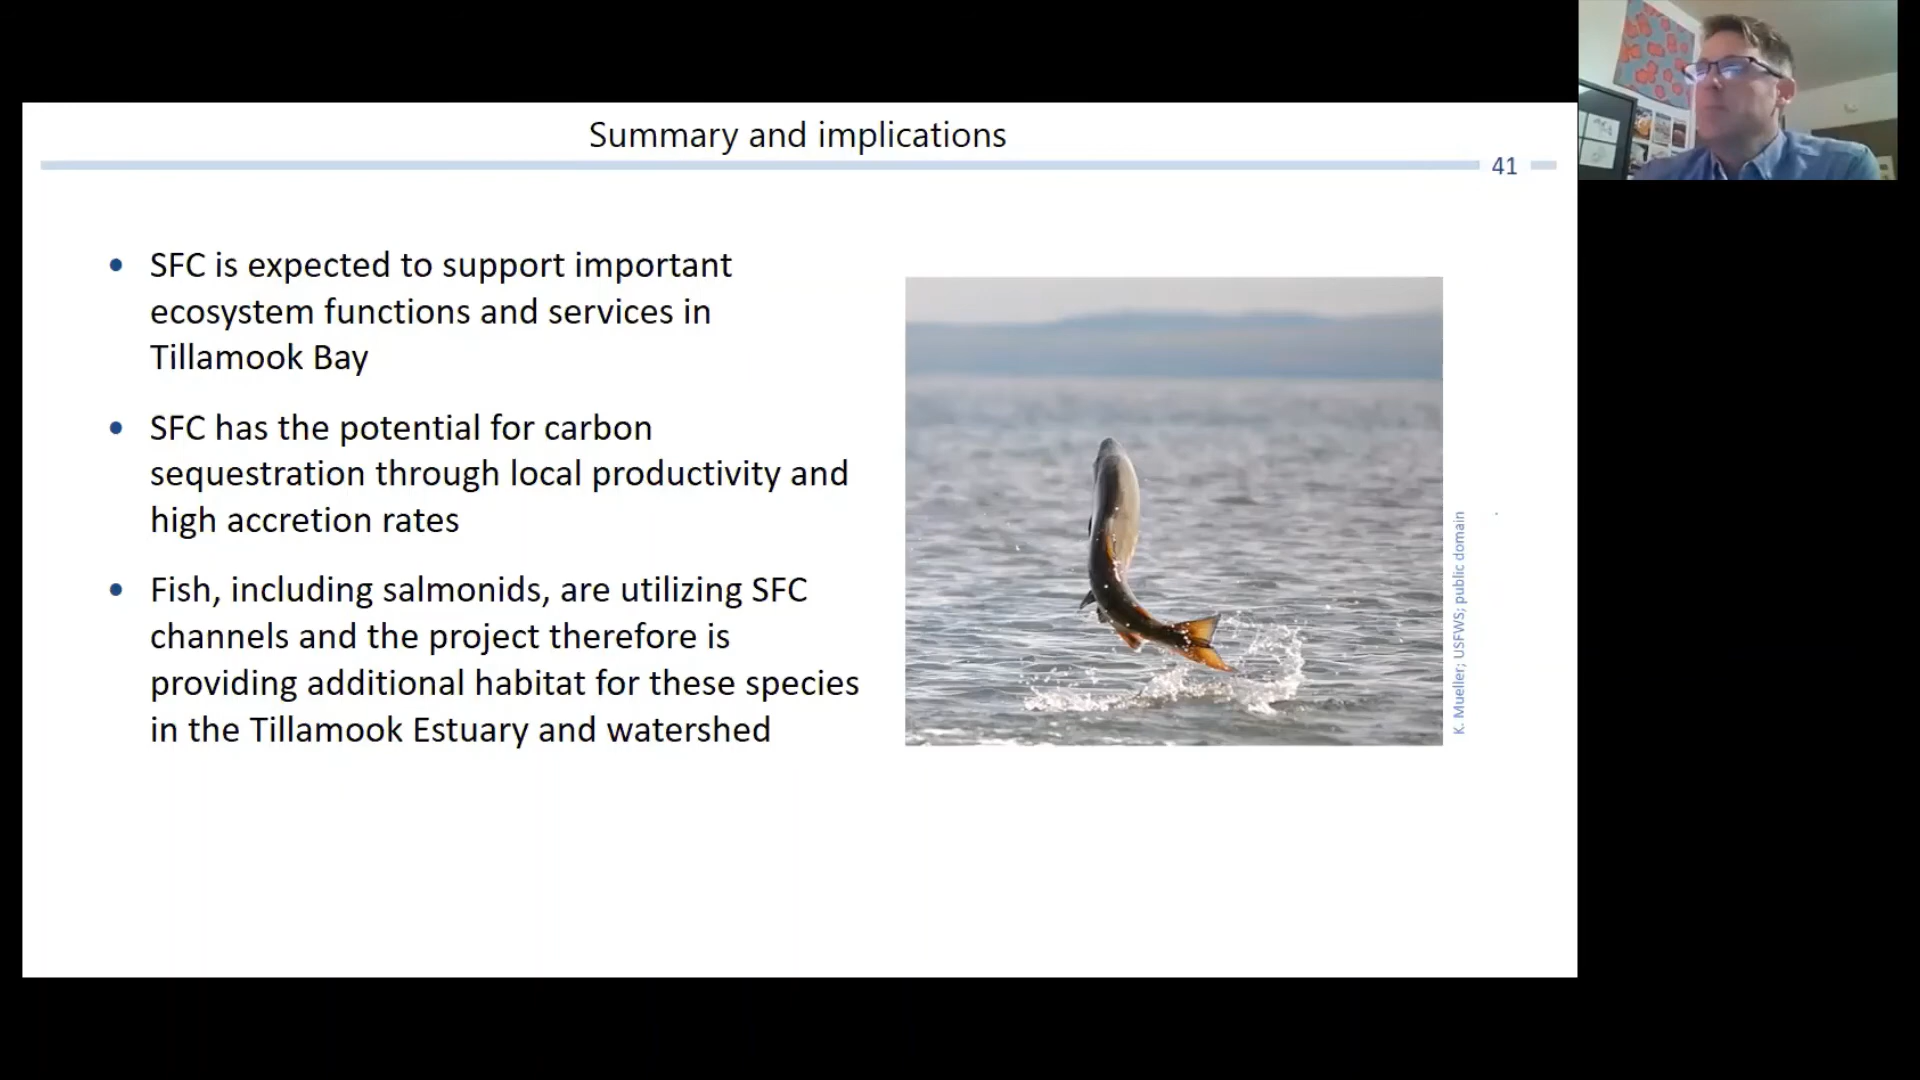 Summary and implications
41
• SFC is expected to support important
ecosystem functions and services in
Tillamook Bay
• SFC has the potential for carbon
sequestration through local productivity and
high accretion rates
• Fish, including salmonids, are utilizing SFC
channels and the project therefore is
providing additional habitat for these species
in the Tillamook Estuary and watershed
K. Mueller; USFWS; public domain